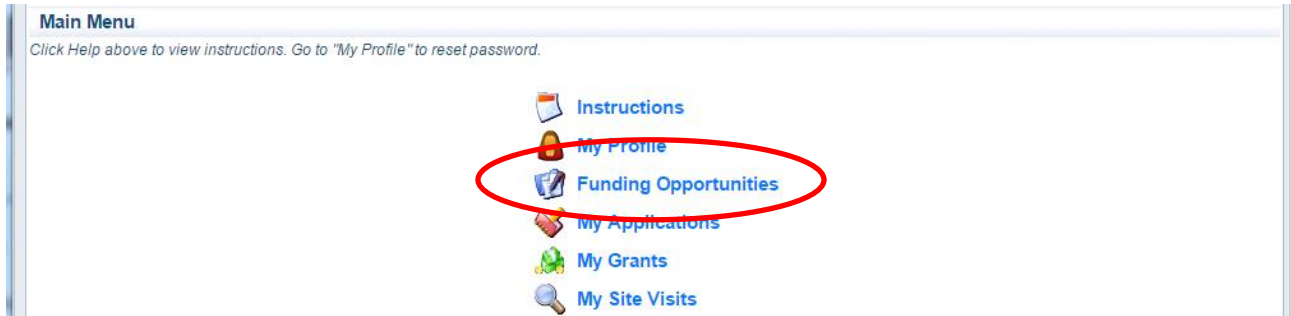 Main Menu
Click Help above to view instructions. Go to "My Profile" to reset password.
Instructions
My Profile
Funding Opportunities
My Applications
My Grants
My Site Visits